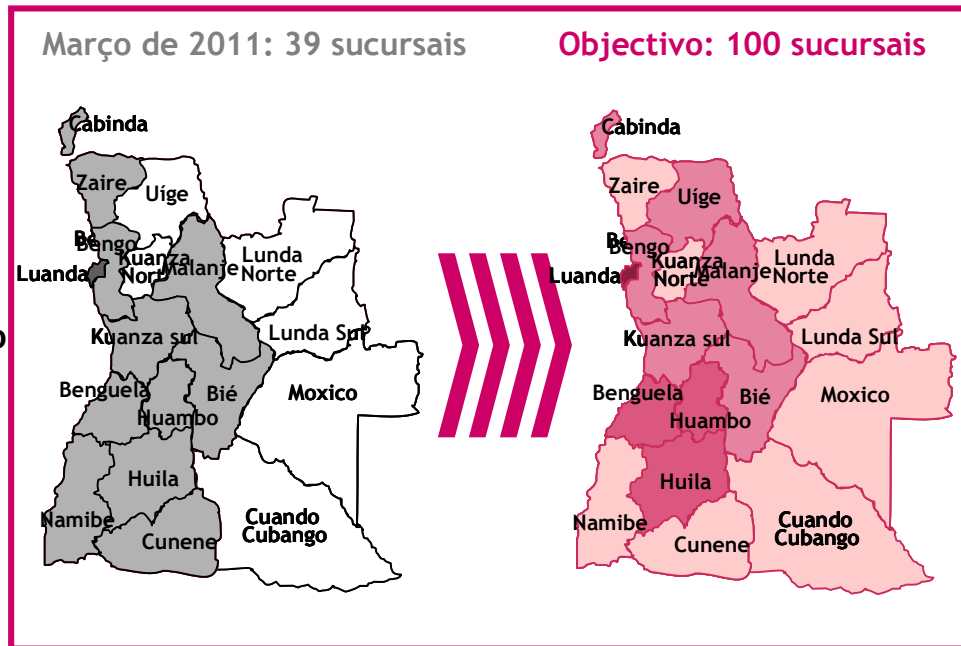 Março de 2011: 39 sucursais
Cabinda
Zaire
Uíge
Bengo
Kuanza
Norte
Malanje
Lunda
Norte
Luanda
Kuanza sul
Lunda Sul
Benguela
Bié
Moxico
Huambo
Huila
Namibe
Cunene
Cuando
Cubango
Objectivo: 100 sucursais
Cabinda
Zaire
Uíge
Bengo
Kuanza
Norte
Malanje
Lunda
Norte
Luanda
Kuanza sul
Lunda Sul
Benguela
Bié
Moxico
Huambo
Huila
Namibe
Cunene
Cuando
Cubango